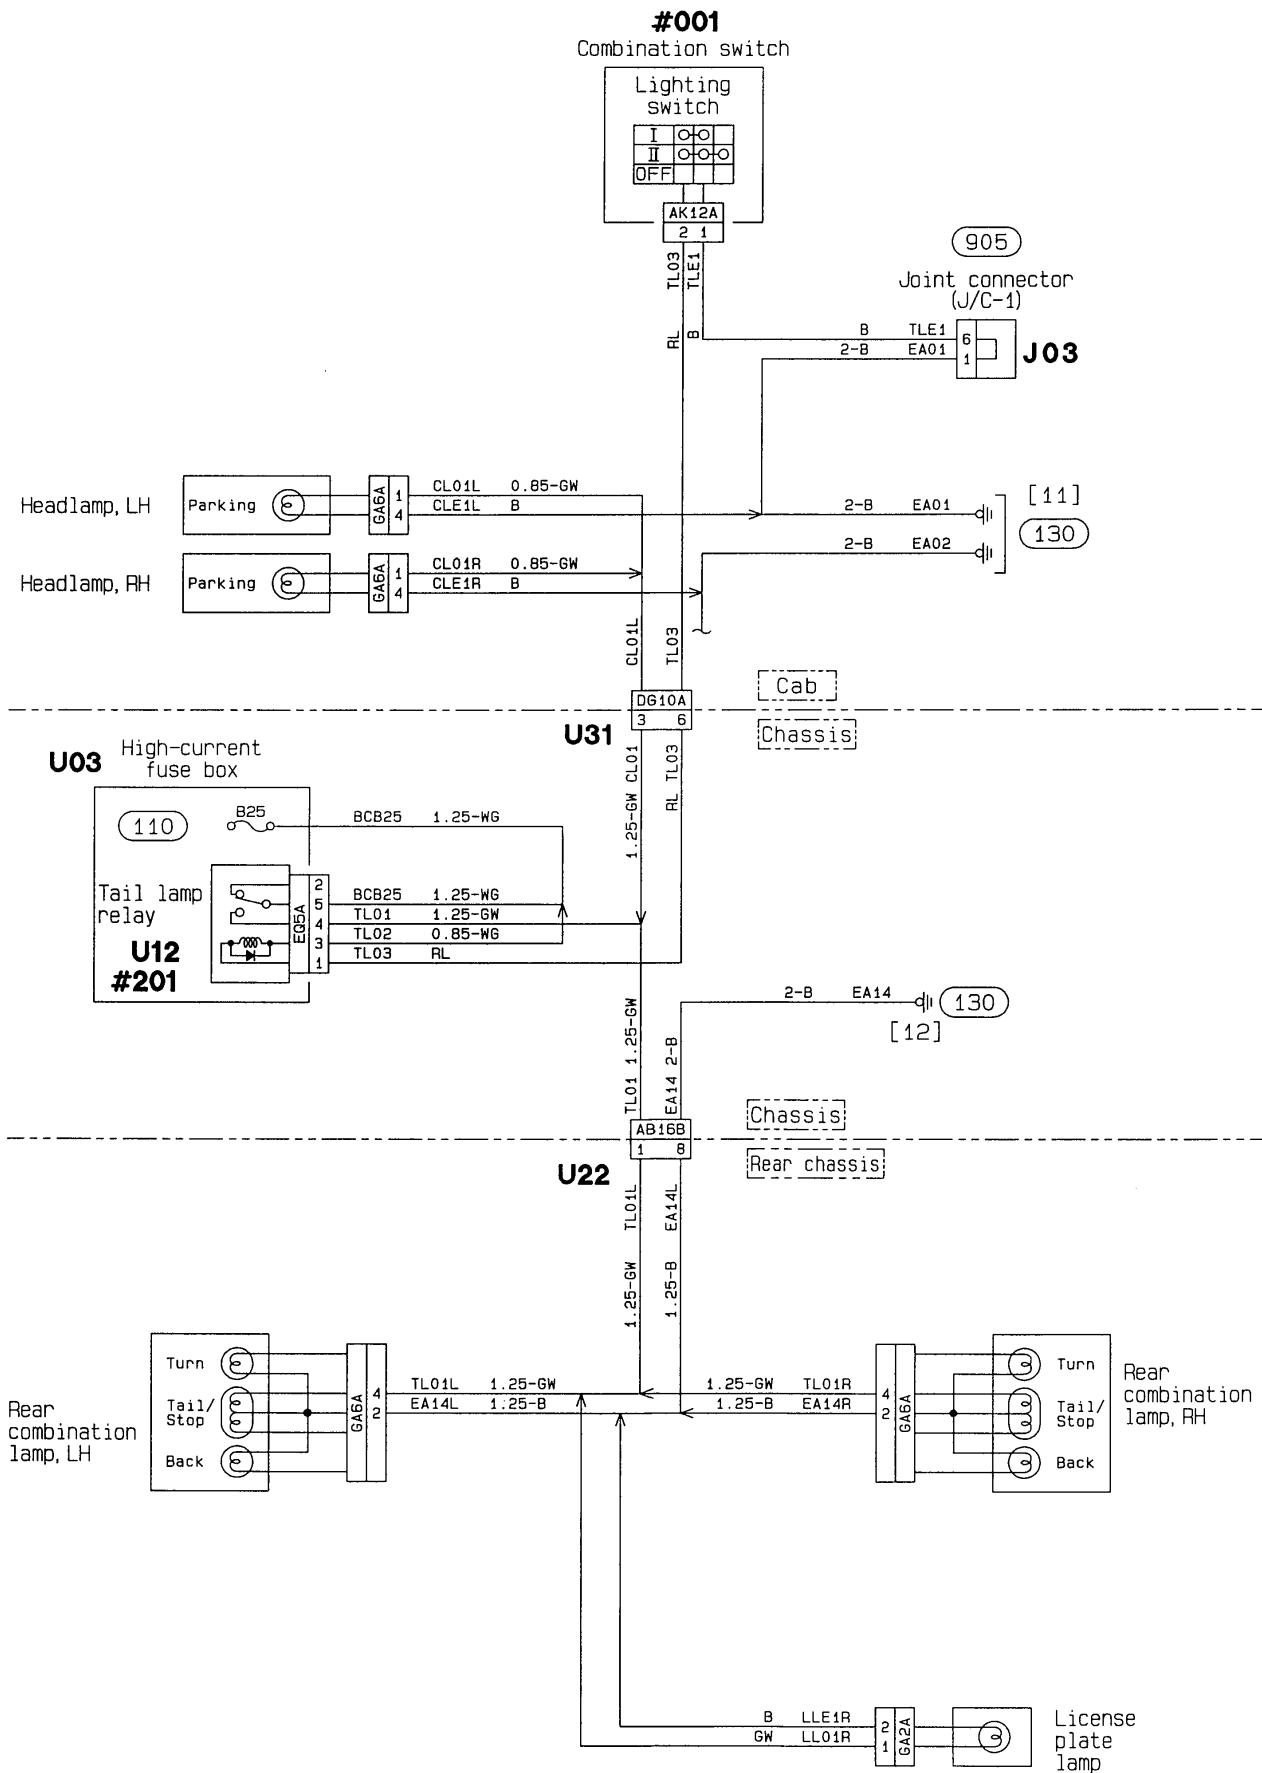 #001
Combination switch
Lighting
switch
I
II
OFF
AK12A
2 1
TL03
TLE1
RL
B
905
Joint connector
(J/C-1)
B TLE1 6
2-B EA01 1
J03
Headlamp, LH
Parking
GA6A
1 CL01L 0.85-GW
4 CLE1L B
2-B EA01
[11]
130
2-B EA02
Headlamp, RH
Parking
GA6A
1 CL01R 0.85-GW
4 CLE1R B
CL01L
TL03
DG10A
3 6
U31
Cab
Chassis
1.25-GW CL01
RL TL03
U03
High-current
fuse box
110
B25
BCB25 1.25-WG
Tail lamp
relay
U12
#201
EQ5A
2
5 BCB25 1.25-WG
4 TL01 1.25-GW
3 TL02 0.85-WG
1 TL03 RL
2-B EA14
130
[12]
TL01 1.25-GW
EA14 2-B
Chassis
AB16B
1 8
U22
Rear chassis
TL01L
EA14L
1.25-GW
1.25-B
Rear
combination
lamp, LH
Turn
Tail/
Stop
Back
GA6A
4 TL01L 1.25-GW
2 EA14L 1.25-B
1.25-GW TL01R 4
1.25-B EA14R 2
GA6A
Turn
Tail/
Stop
Back
Rear
combination
lamp, RH
B LLE1R 2
GW LL01R 1
GA2A
License
plate
lamp